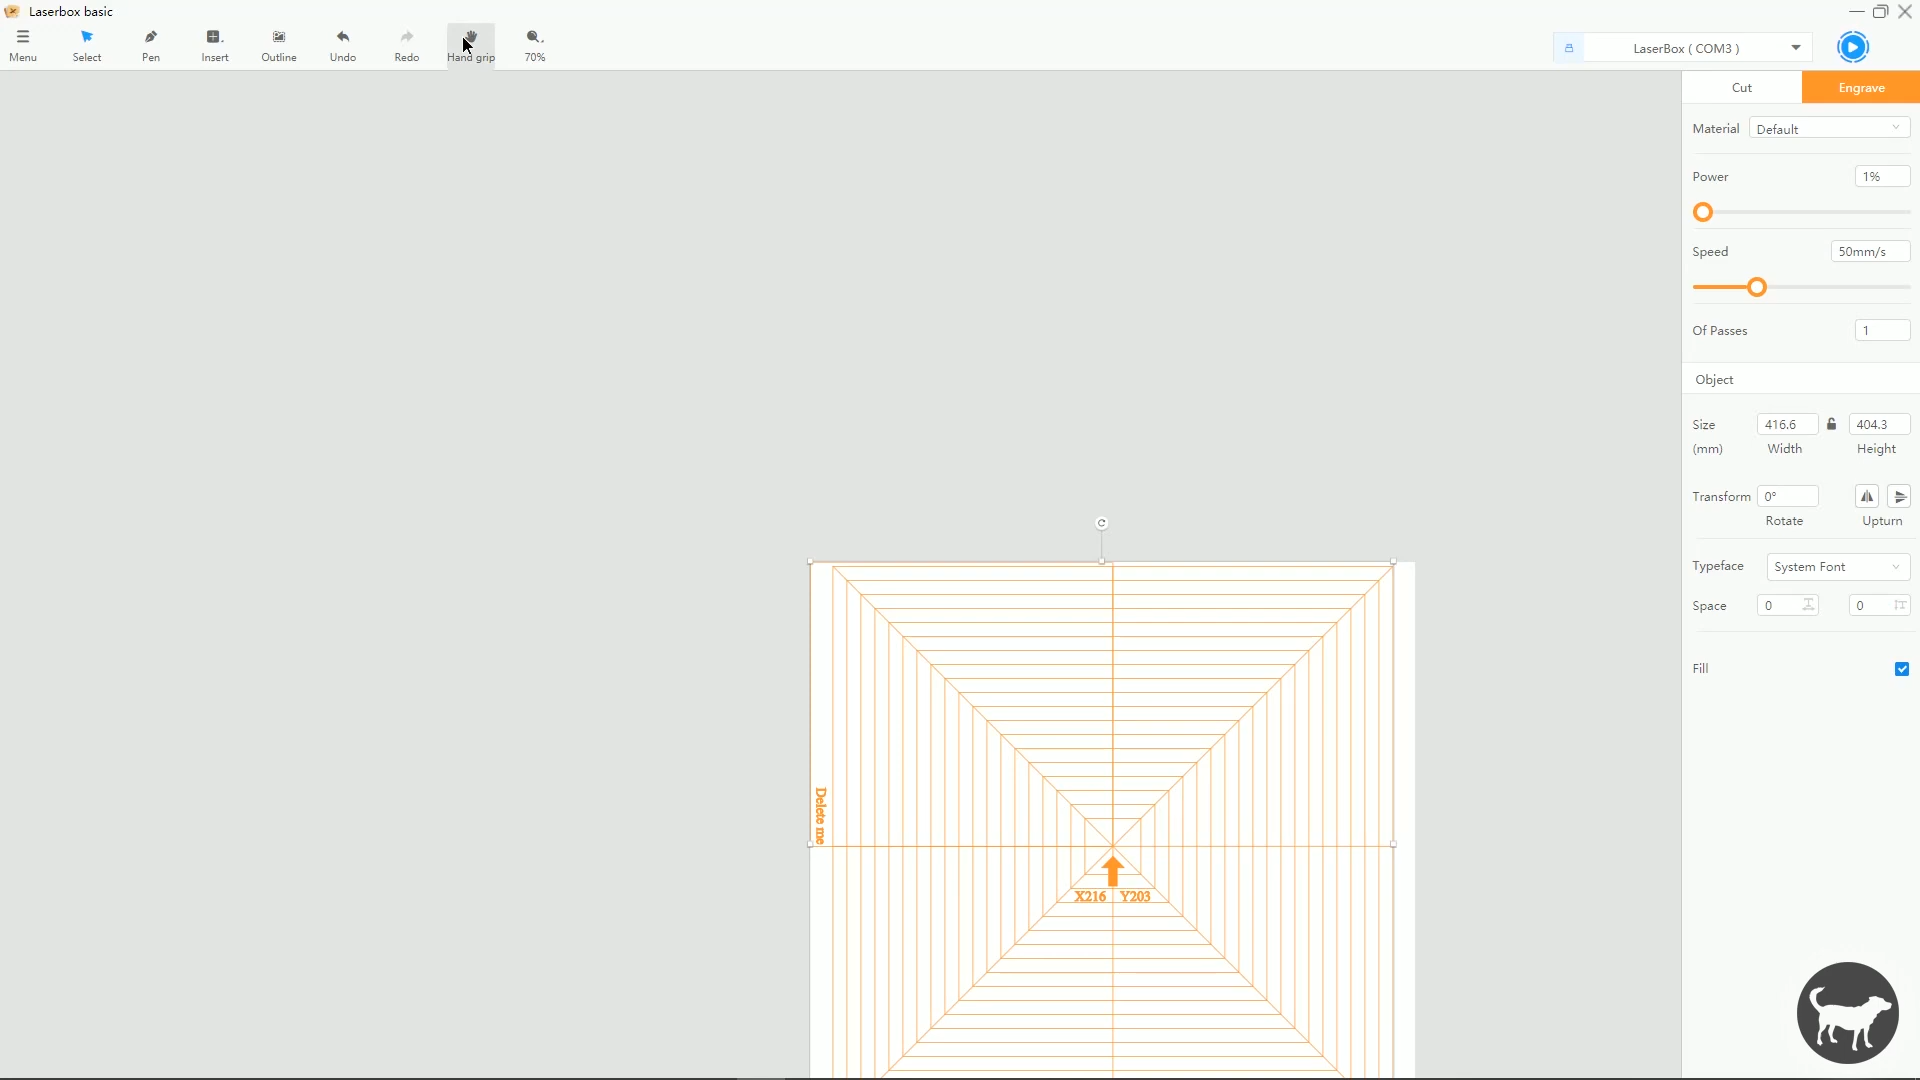 Laserbox basic
Menu
Select
Pen
Insert
Outline
Undo
Redo
Hand grip
70%
LaserBox ( COM3 )
Cut
Engrave
Material
Default
Power
1%
Speed
50mm/s
Of Passes
1
Object
Size
416.6
404.3
(mm)
Width
Height
Transform
0°
Rotate
Upturn
Typeface
System Font
Space
0
0
Fill
Delete me
X216 Y203